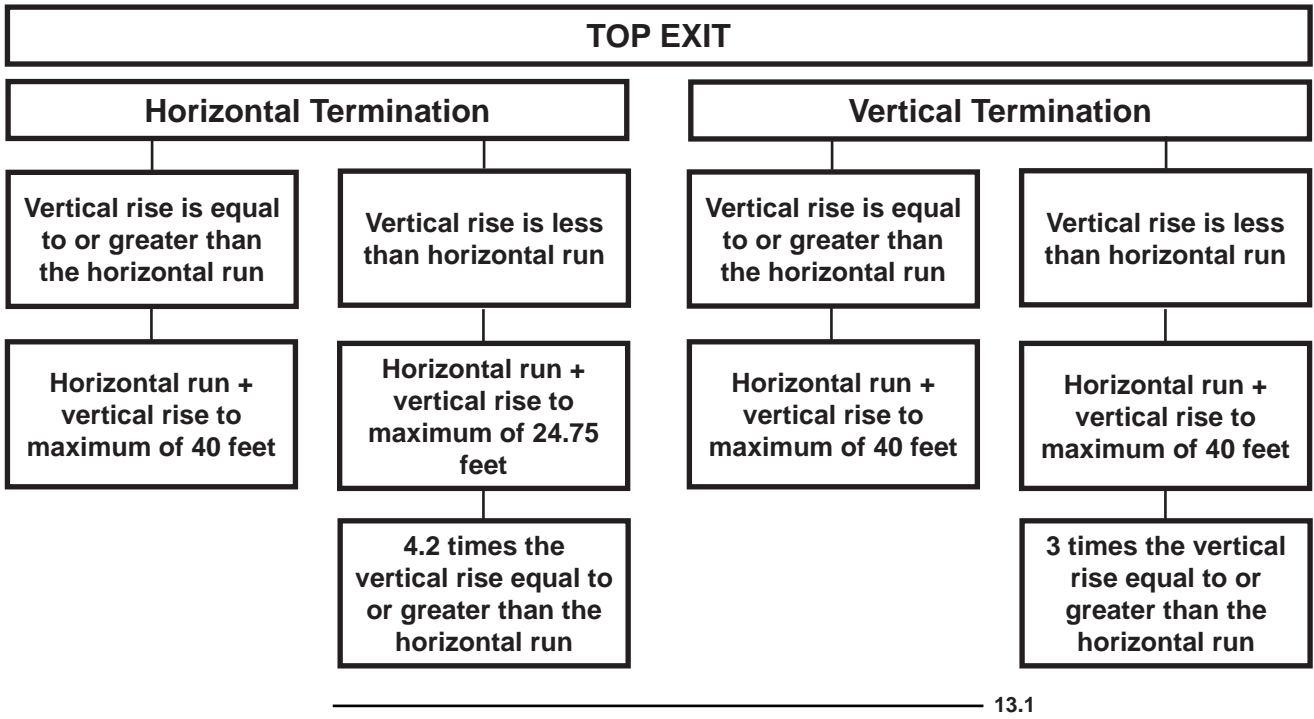 TOP EXIT
Horizontal Termination
Vertical rise is equal
to or greater than
the horizontal run
Horizontal run +
vertical rise to
maximum of 40 feet
Vertical rise is less
than horizontal run
Horizontal run +
vertical rise to
maximum of 24.75
feet
4.2 times the
vertical rise equal to
or greater than the
horizontal run
Vertical Termination
Vertical rise is equal
to or greater than
the horizontal run
Horizontal run +
vertical rise to
maximum of 40 feet
Vertical rise is less
than horizontal run
Horizontal run +
vertical rise to
maximum of 40 feet
3 times the vertical
rise equal to or
greater than the
horizontal run
13.1